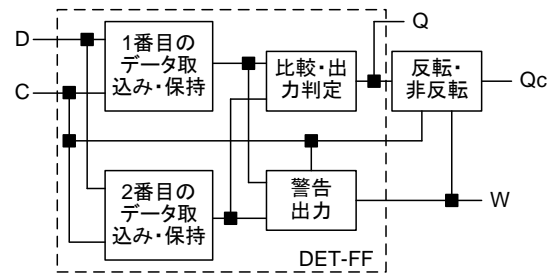 D
C
1番目の
データ取
込み・保持
2番目の
データ取
込み・保持
比較・出
力判定
警告
出力
DET-FF
反転・
非反転
Q
Qc
W